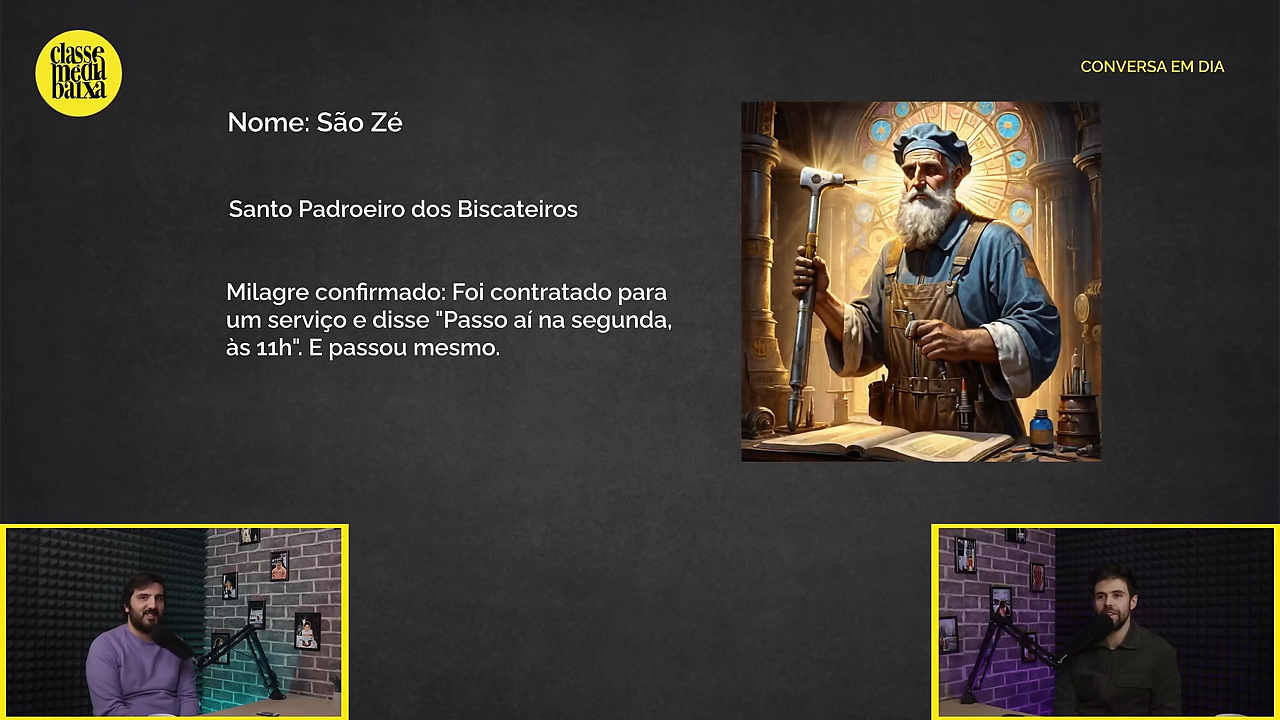 classe
média
baixa
CONVERSA EM DIA
Nome: São Zé
Santo Padroeiro dos Biscateiros
Milagre confirmado: Foi contratado para
um serviço e disse "Passo aí na segunda,
às 11h". E passou mesmo.